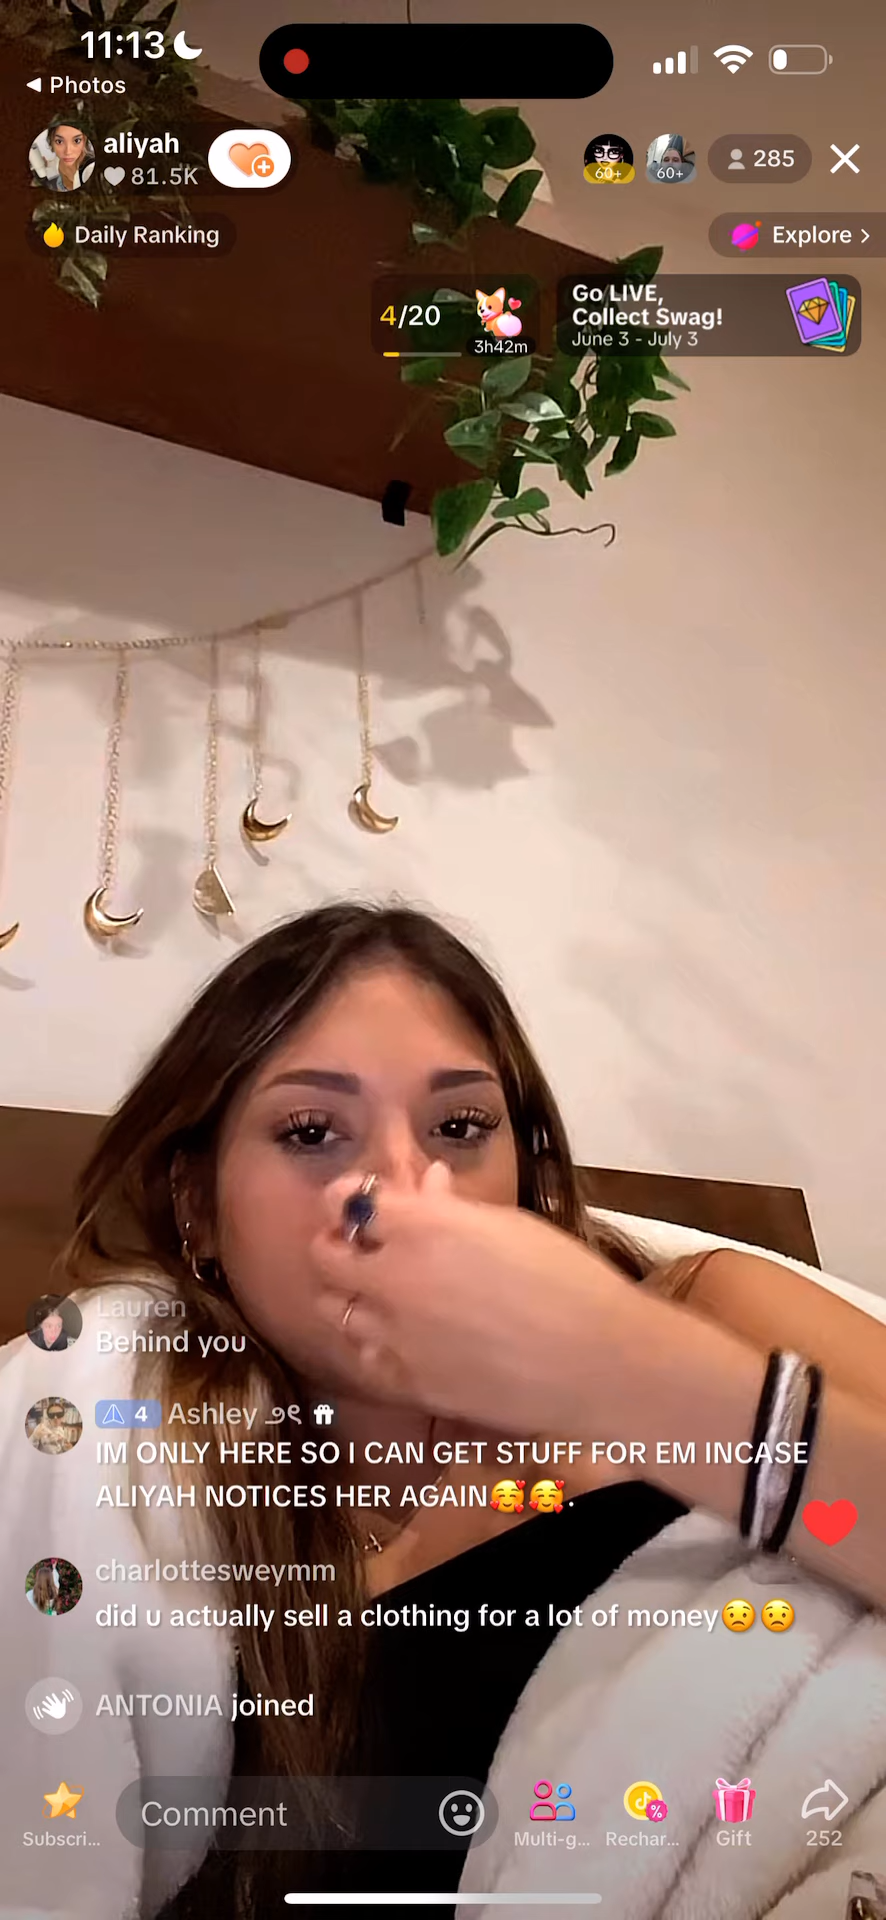 11:13
◀ Photos
aliyah
81.5K
60+
60+
285
Daily Ranking
Explore >
4/20
3h42m
Go LIVE,
Collect Swag!
June 3 - July 3
Lauren
Behind you
4 Ashley ୨ৎ
IM ONLY HERE SO I CAN GET STUFF FOR EM INCASE
ALIYAH NOTICES HER AGAIN🥰🥰.
charlottesweymm
did u actually sell a clothing for a lot of money😟😟
ANTONIA joined
Comment
Subscri...
Multi-g...
Rechar...
Gift
252